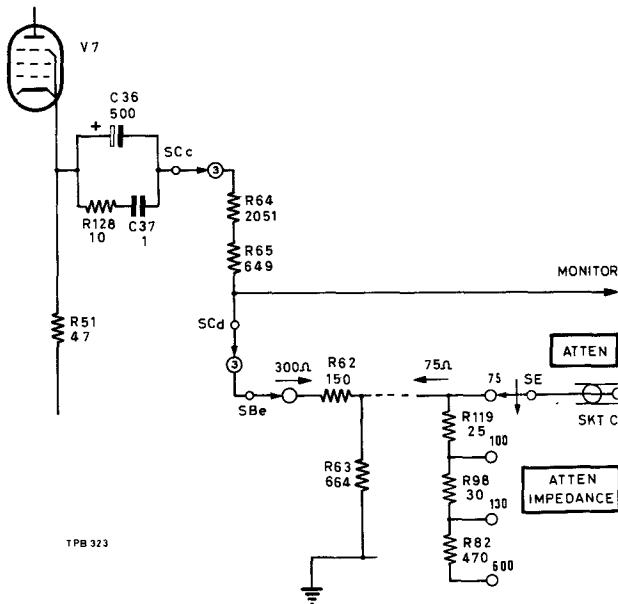 V7
C36
500
+
SCc
3
R128
10
C37
1
R64
2051
R65
649
MONITOR
R51
47
SCd
3
SBe
300Ω
R62
150
75Ω
75
SE
ATTEN
SKT C
R119
25
100
R63
664
R98
30
130
ATTEN
IMPEDANCE
R82
470
600
TPB 323